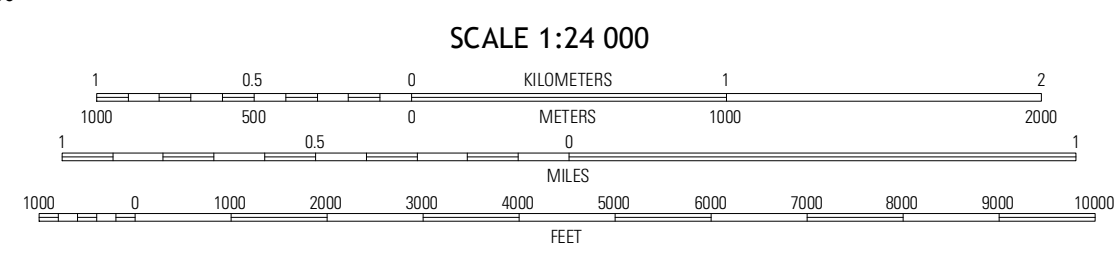 SCALE 1:24 000
1 0.5 0 KILOMETERS 1 2
1000 500 0 METERS 1000 2000
1 0.5 0 1
MILES
1000 0 1000 2000 3000 4000 5000 6000 7000 8000 9000 10000
FEET